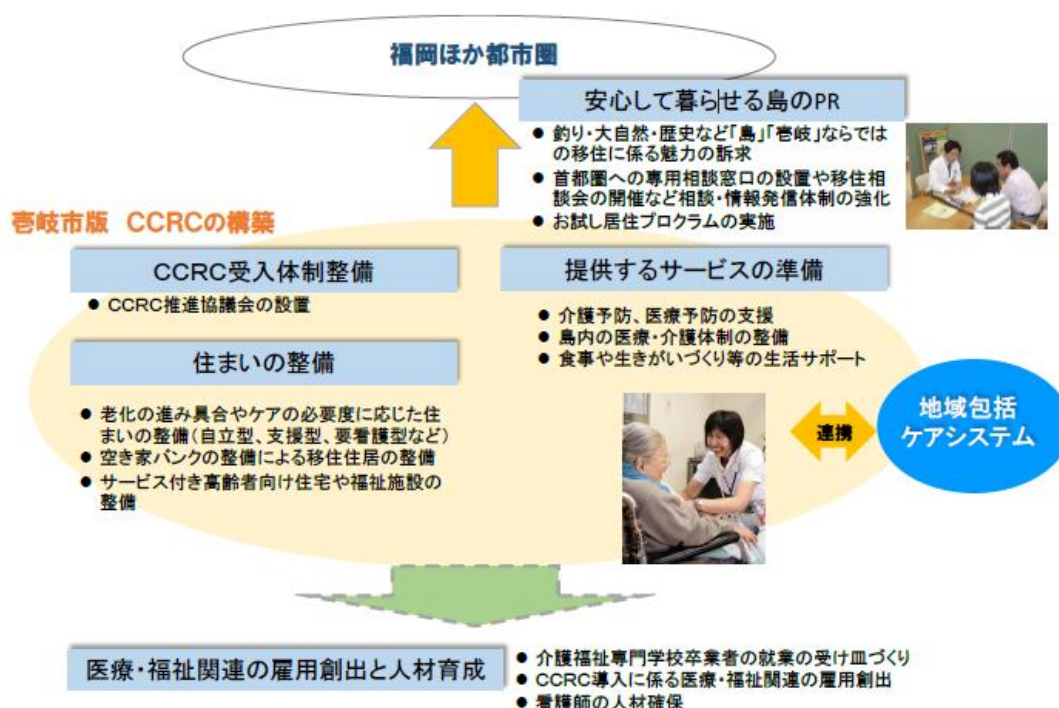 福岡ほか都市圏
安心して暮らせる島のPR
● 釣り・大自然・歴史など「島」「壱岐」ならでは
の移住に係る魅力の訴求
● 首都圏への専用相談窓口の設置や移住相
談会の開催など相談・情報発信体制の強化
● お試し居住プログラムの実施
壱岐市版 CCRCの構築
CCRC受入体制整備
● CCRC推進協議会の設置
住まいの整備
● 老化の進み具合やケアの必要度に応じた住
まいの整備(自立型、支援型、要看護型など)
● 空き家バンクの整備による移住住居の整備
● サービス付き高齢者向け住宅や福祉施設の
整備
提供するサービスの準備
● 介護予防、医療予防の支援
● 島内の医療・介護体制の整備
● 食事や生きがいづくり等の生活サポート
連携
地域包括
ケアシステム
医療・福祉関連の雇用創出と人材育成
● 介護福祉専門学校卒業者の就業の受け皿づくり
● CCRC導入に係る医療・福祉関連の雇用創出
● 看護師の人材確保